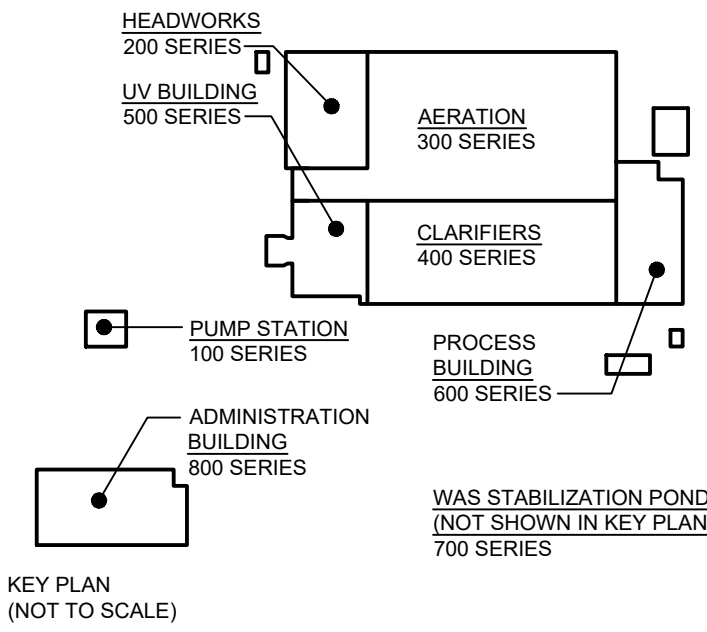 HEADWORKS
200 SERIES
UV BUILDING
500 SERIES
AERATION
300 SERIES
CLARIFIERS
400 SERIES
PUMP STATION
100 SERIES
PROCESS
BUILDING
600 SERIES
ADMINISTRATION
BUILDING
800 SERIES
WAS STABILIZATION POND
(NOT SHOWN IN KEY PLAN
700 SERIES
KEY PLAN
(NOT TO SCALE)